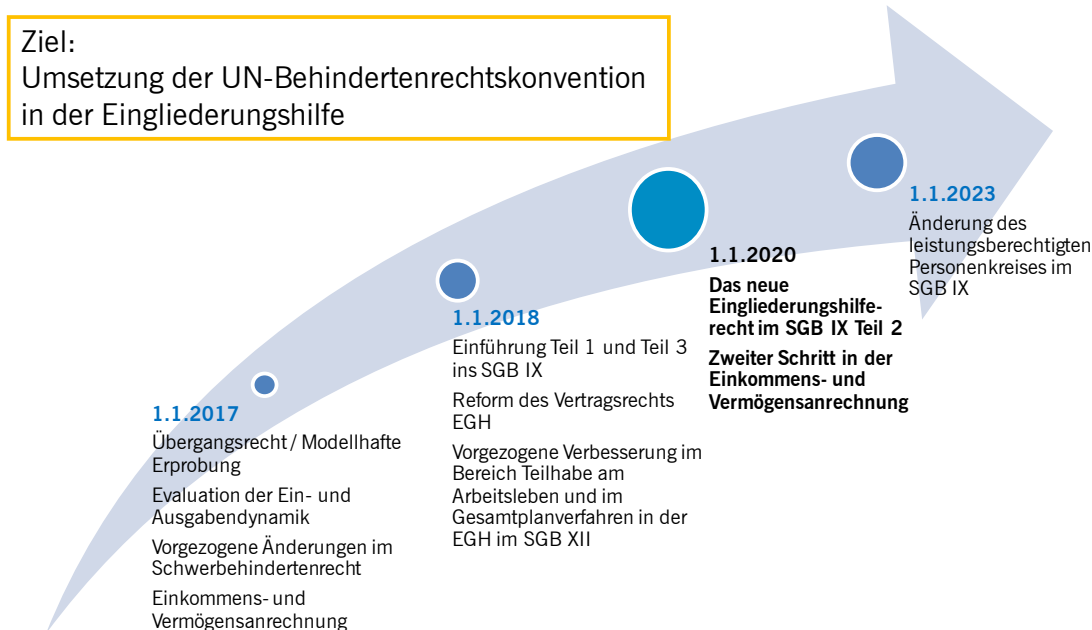 Ziel:
Umsetzung der UN-Behindertenrechtskonvention
in der Eingliederungshilfe
1.1.2017
Übergangsrecht / Modellhafte
Erprobung
Evaluation der Ein- und
Ausgabendynamik
Vorgezogene Änderungen im
Schwerbehindertenrecht
Einkommens- und
Vermögensanrechnung
1.1.2018
Einführung Teil 1 und Teil 3
ins SGB IX
Reform des Vertragsrechts
EGH
Vorgezogene Verbesserung im
Bereich Teilhabe am
Arbeitsleben und im
Gesamtplanverfahren in der
EGH im SGB XII
1.1.2020
Das neue
Eingliederungshilfe-
recht im SGB IX Teil 2
Zweiter Schritt in der
Einkommens- und
Vermögensanrechnung
1.1.2023
Änderung des
leistungsberechtigten
Personenkreises im
SGB IX